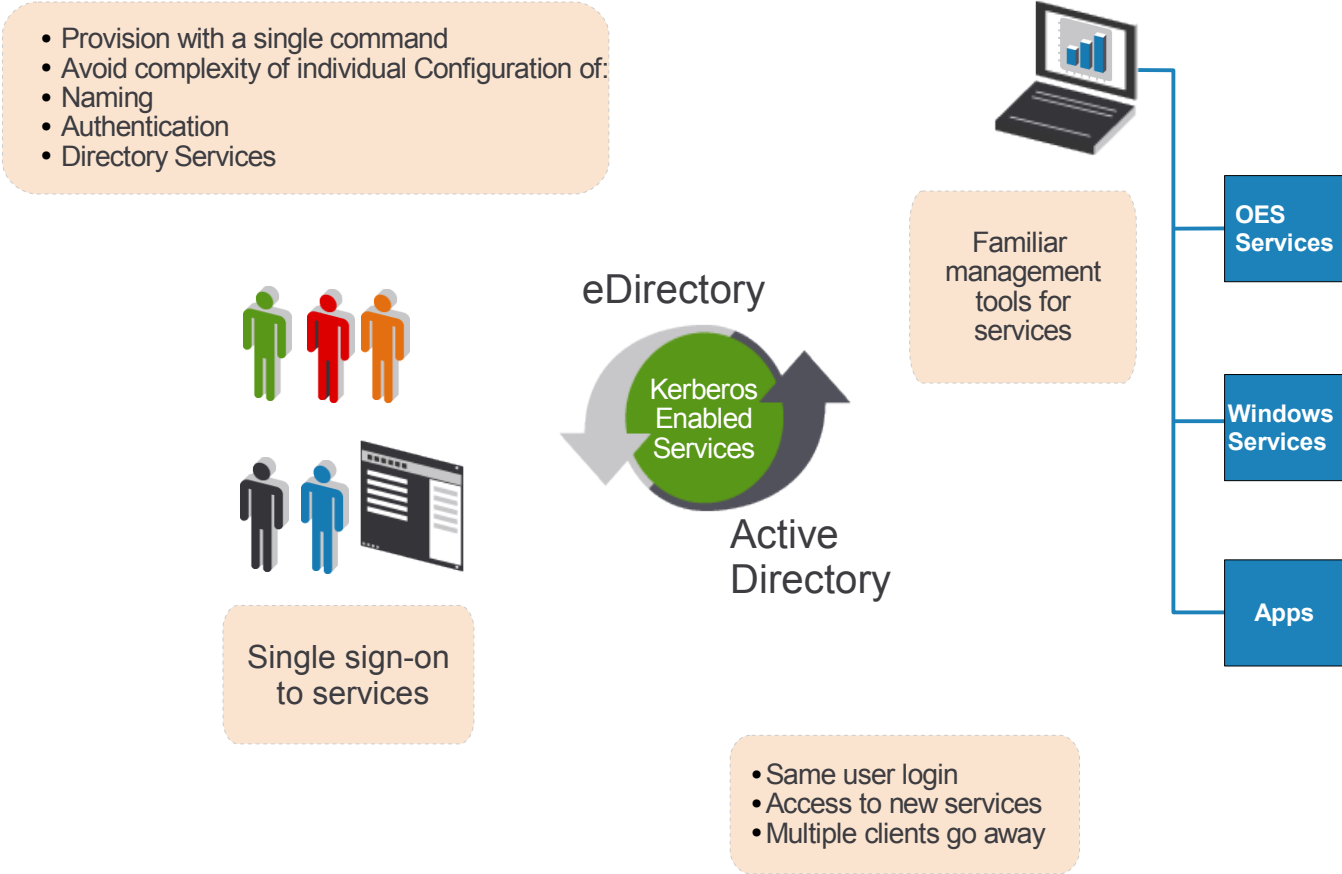 • Provision with a single command
• Avoid complexity of individual Configuration of:
• Naming
• Authentication
• Directory Services
OES
Services
Familiar
management
tools for
services
eDirectory
Kerberos
Enabled
Services
Windows
Services
Active
Directory
Apps
Single sign-on
to services
• Same user login
• Access to new services
• Multiple clients go away